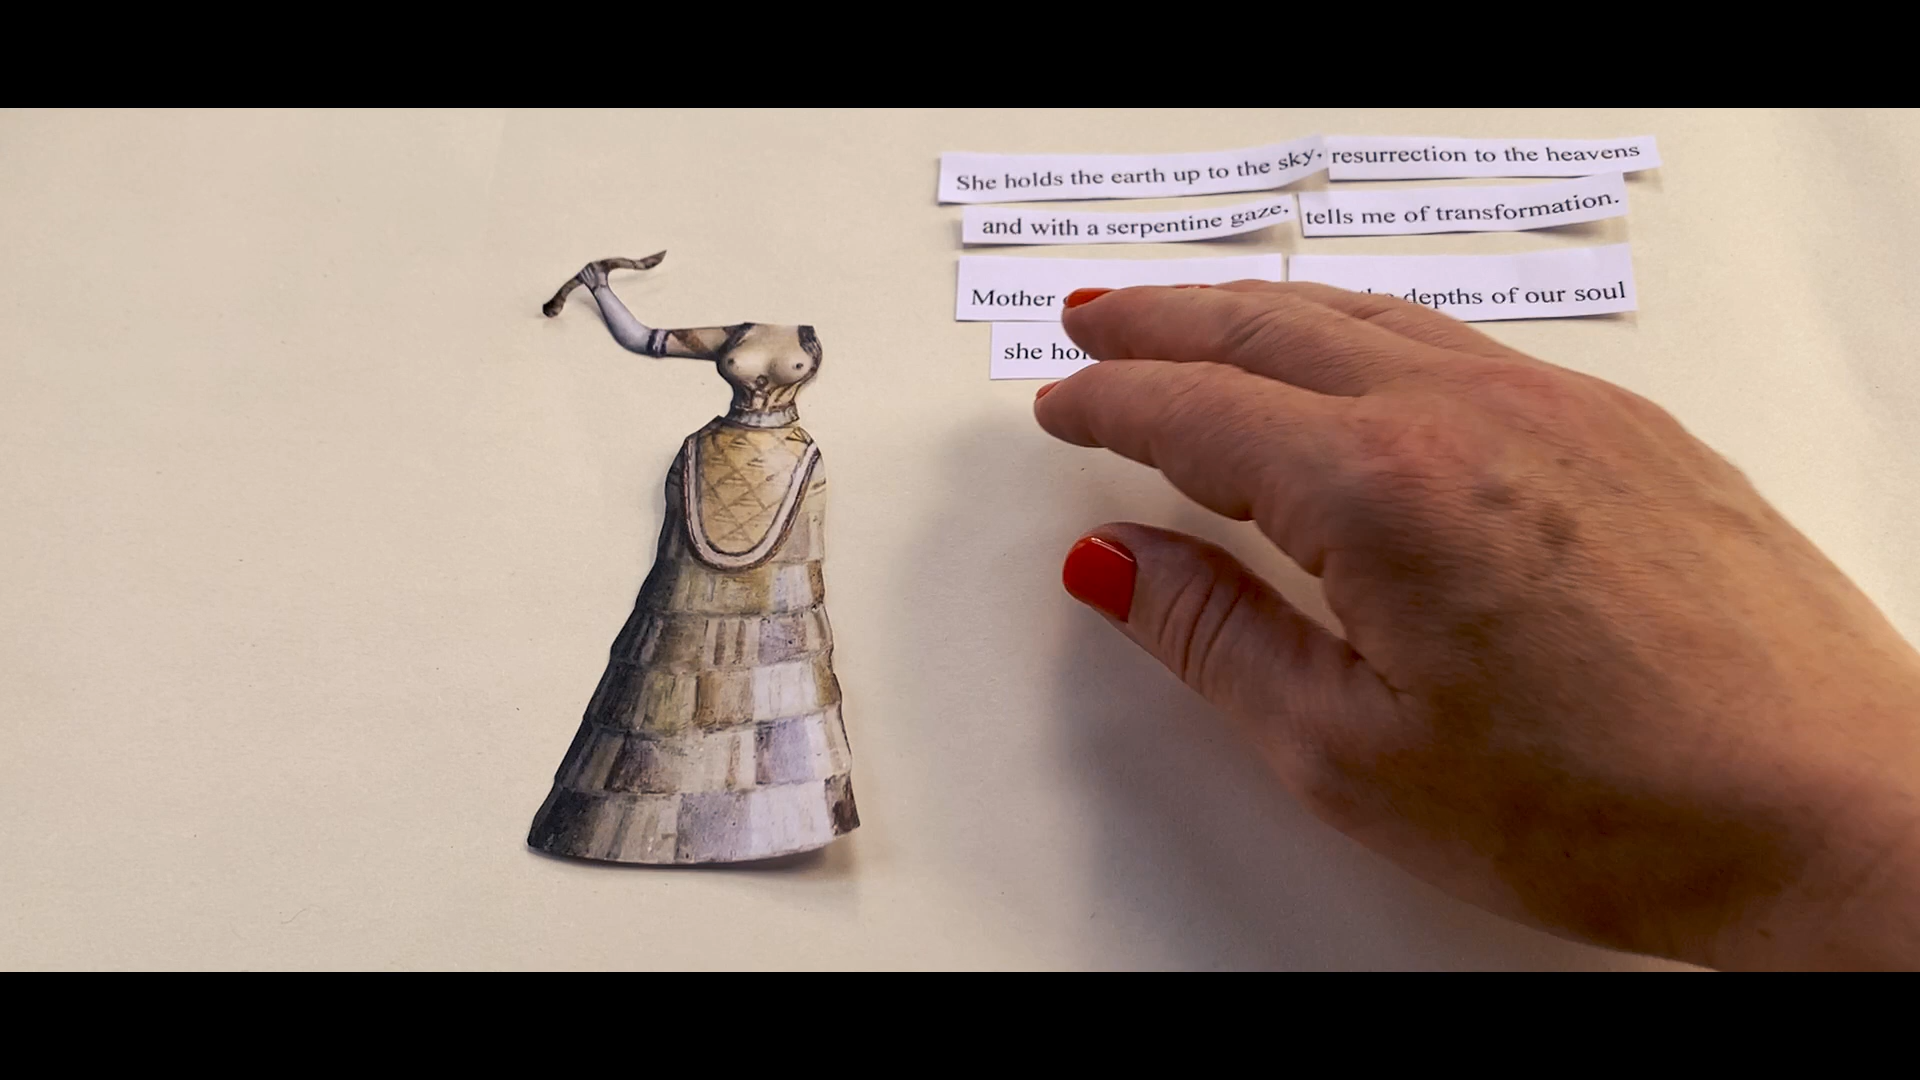 She holds the earth up to the sky, resurrection to the heavens
and with a serpentine gaze, tells me of transformation.
Mother depths of our soul
she